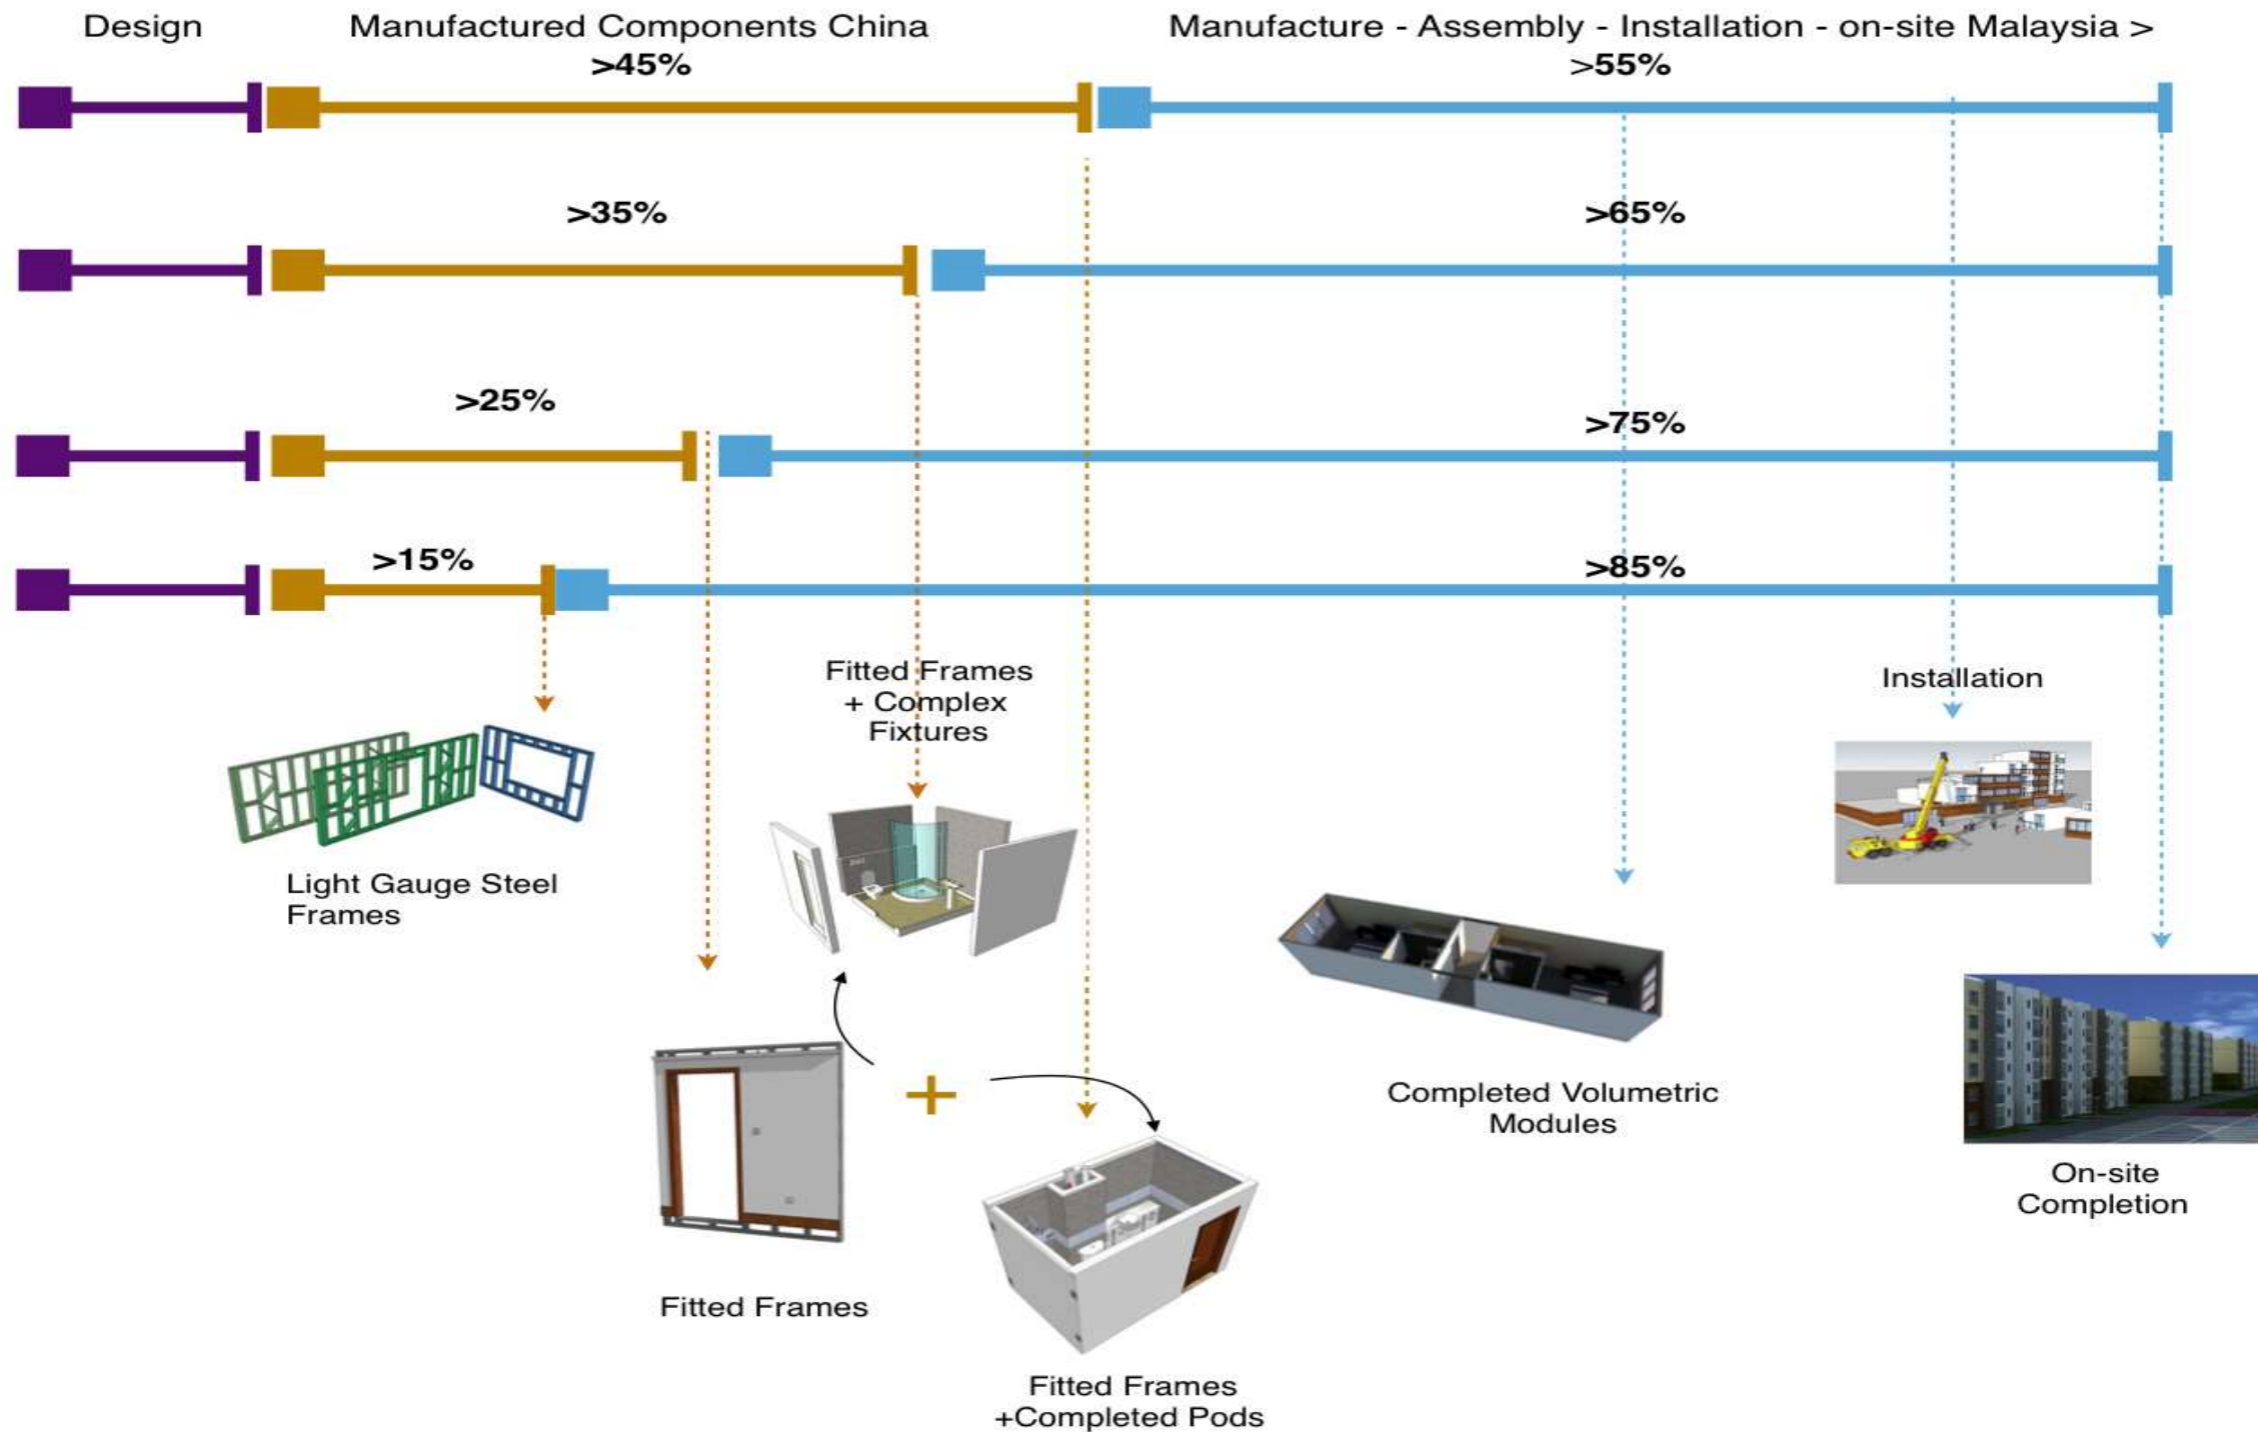 Design
Manufactured Components China
Manufacture - Assembly - Installation - on-site Malaysia >
>45%
>55%
>35%
>65%
>25%
>75%
>15%
>85%
Fitted Frames
+ Complex
Fixtures
Installation
Light Gauge Steel
Frames
Completed Volumetric
Modules
On-site
Completion
+
Fitted Frames
Fitted Frames
+Completed Pods